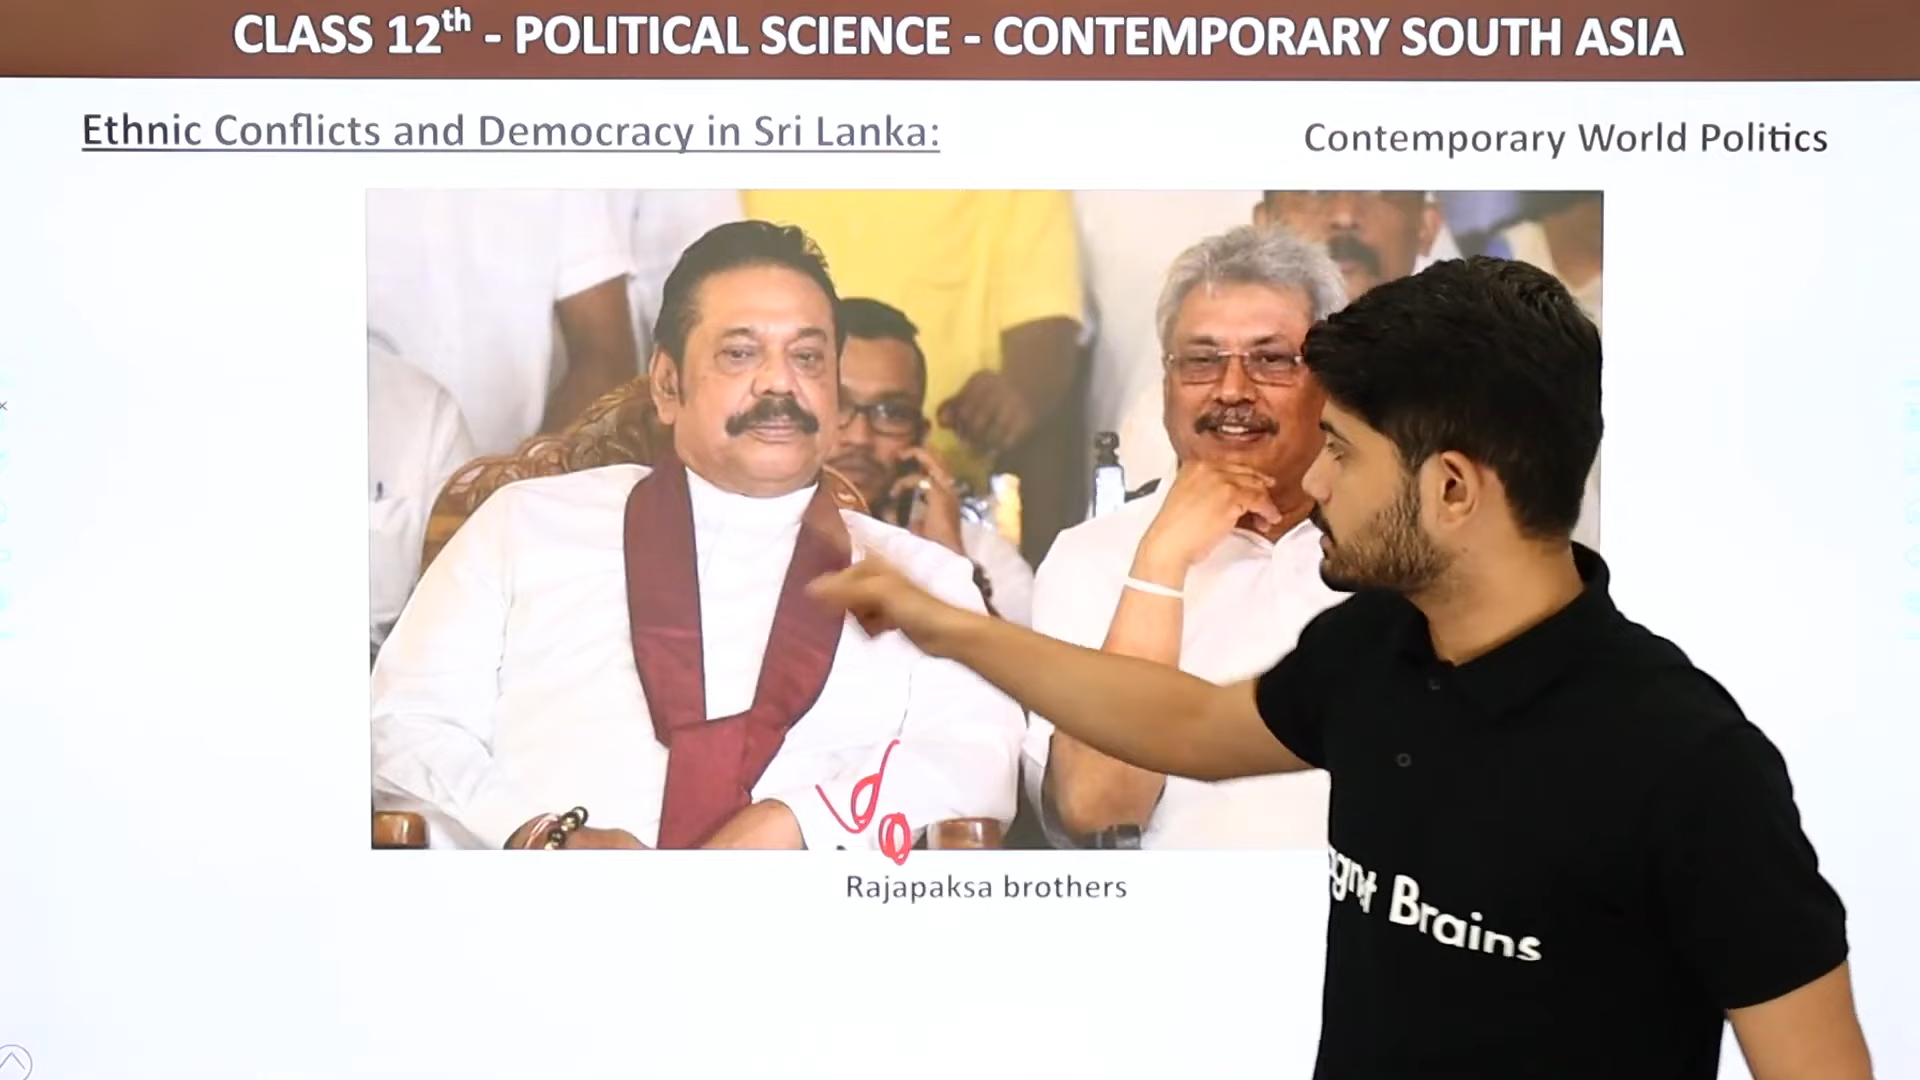 CLASS 12th - POLITICAL SCIENCE - CONTEMPORARY SOUTH ASIA
Ethnic Conflicts and Democracy in Sri Lanka:
Contemporary World Politics
Rajapaksa brothers
Brains